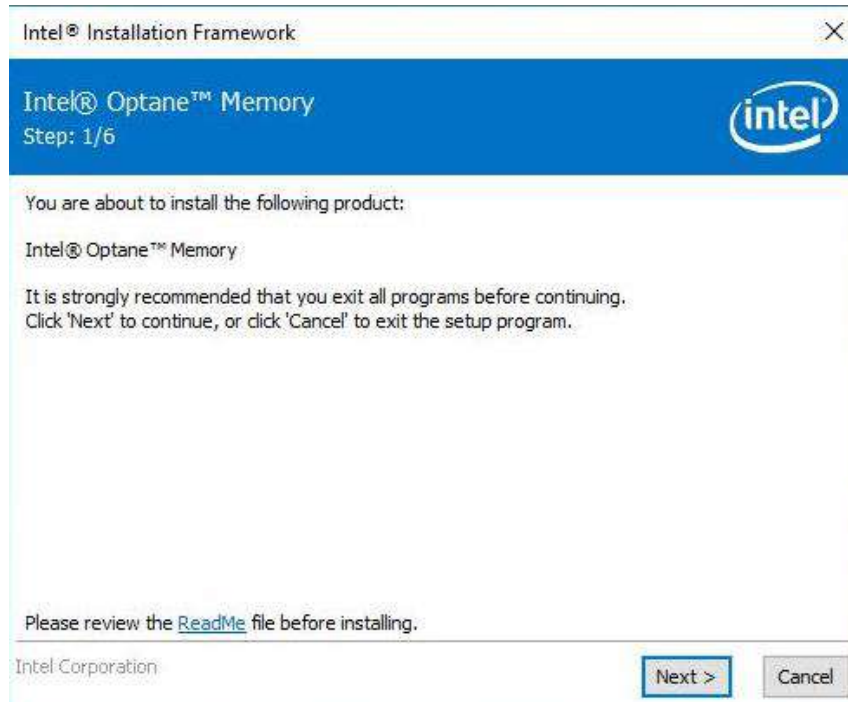 Intel® Installation Framework
Intel® Optane™ Memory
Step: 1/6
intel
You are about to install the following product:
Intel® Optane™ Memory
It is strongly recommended that you exit all programs before continuing.
Click 'Next' to continue, or click 'Cancel' to exit the setup program.
Please review the ReadMe file before installing.
Intel Corporation
Next >
Cancel